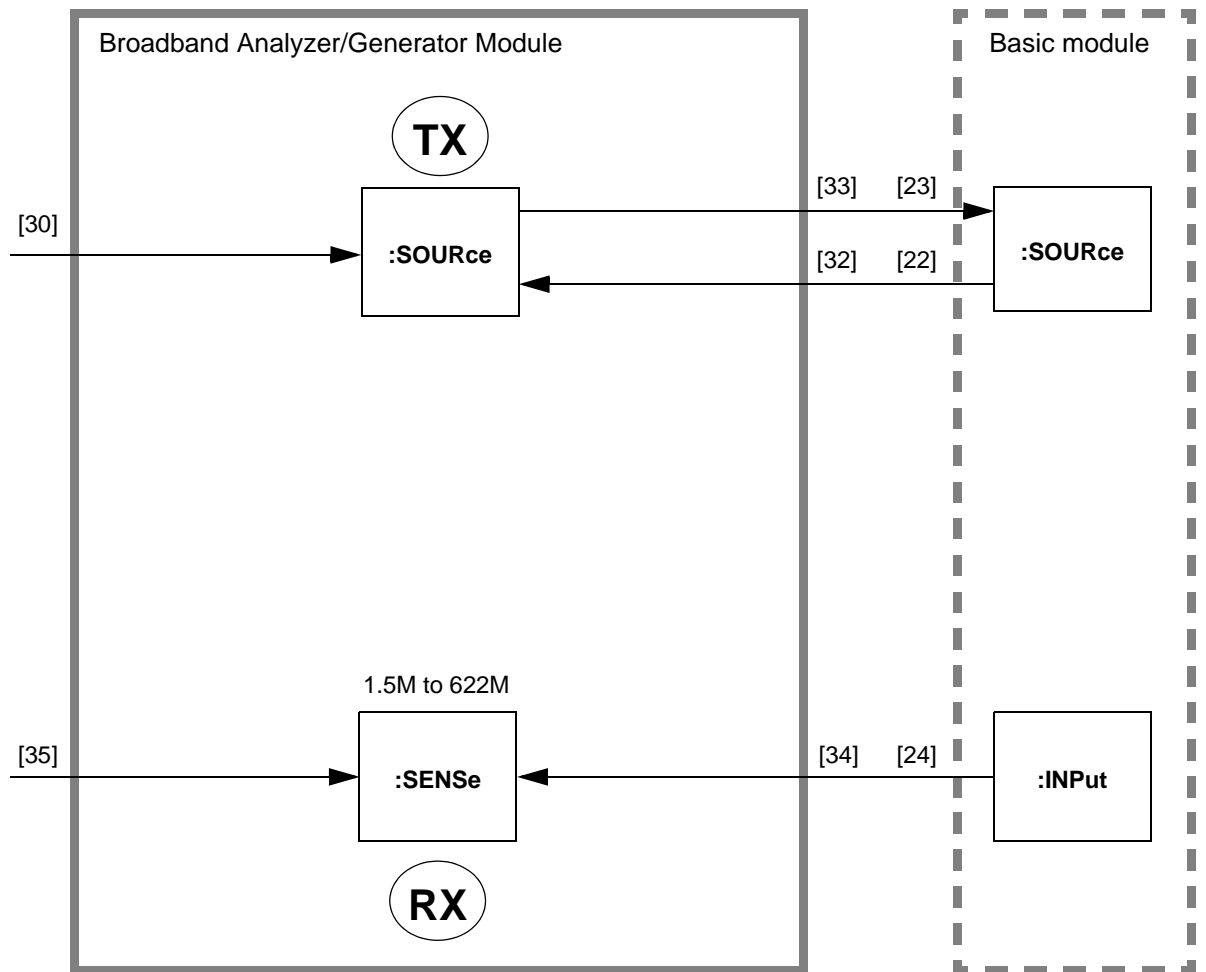 Broadband Analyzer/Generator Module
Basic module
TX
[33] [23]
[30]
:SOURce
:SOURce
[32] [22]
1.5M to 622M
[35]
[34] [24]
:SENSe
:INPut
RX